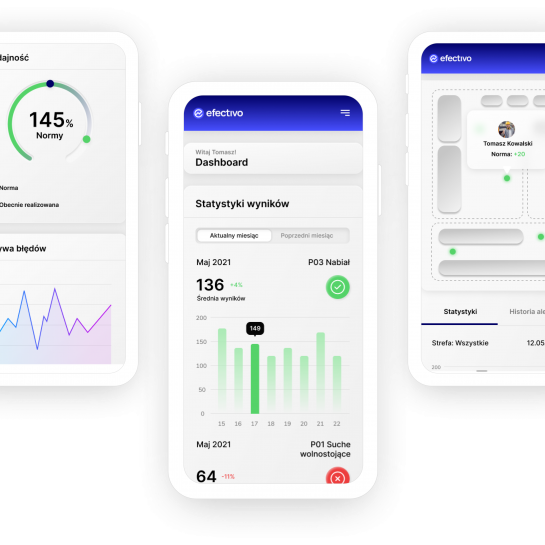 dajność
145%
Normy
Norma
Obecnie realizowana
ywa błędów
efectivo
Witaj Tomasz!
Dashboard
Statystyki wyników
Aktualny miesiąc
Poprzedni miesiąc
Maj 2021
P03 Nabiał
136 +4%
Średnia wyników
149
200
150
100
50
0
15 16 17 18 19 20 21 22
Maj 2021
P01 Suche
wolnostojące
64 -11%
efectivo
Tomasz Kowalski
Norma: +20
Statystyki
Historia ale
Strefa: Wszystkie
12.05
200